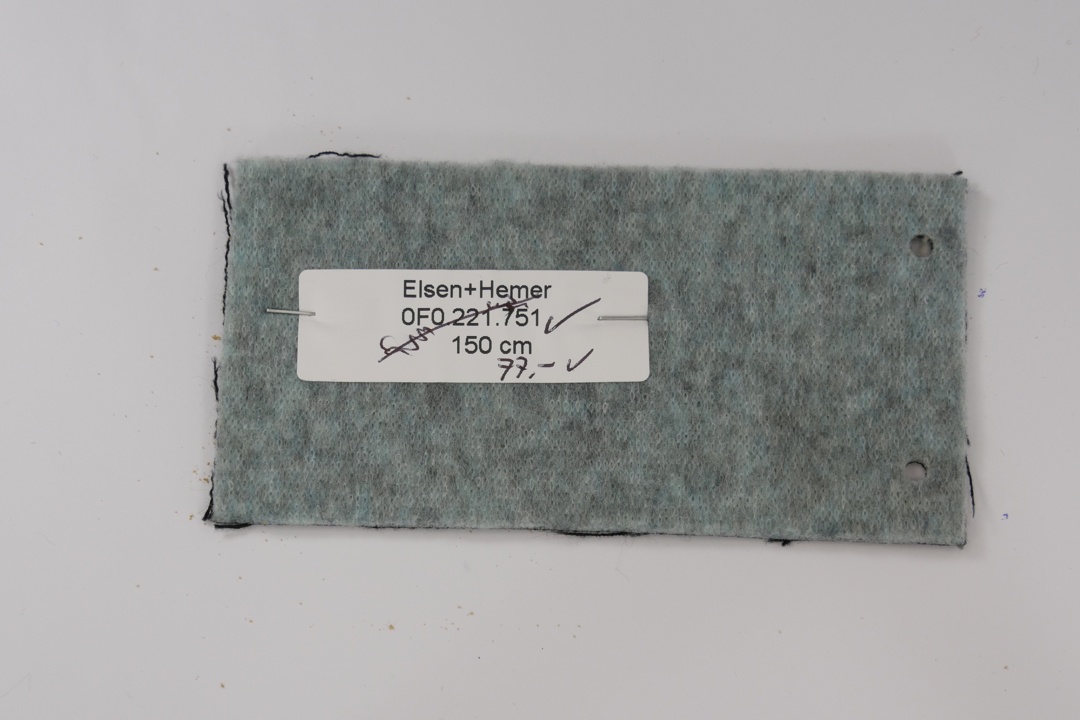 Elsen+Hemer
0F0 221.751
150 cm
77,-